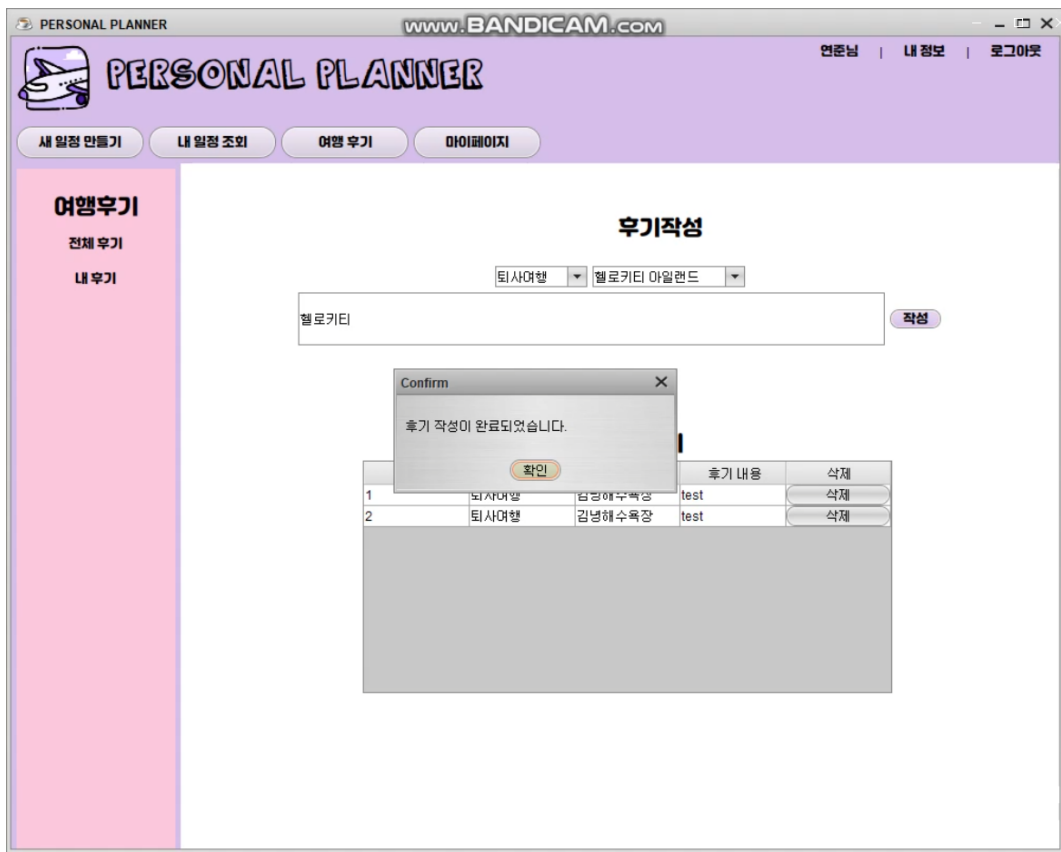 PERSONAL PLANNER
www.BANDICAM.com
연준님 | 내 정보 | 로그아웃
PERSONAL PLANNER
새 일정 만들기 내 일정 조회 여행 후기 마이페이지
여행후기
전체 후기
내 후기
후기작성
퇴사여행 헬로키티 아일랜드
헬로키티
작성
Confirm
후기 작성이 완료되었습니다.
확인
후기 내용 삭제
1 퇴사여행 김녕해수욕장 test 삭제
2 퇴사여행 김녕해수욕장 test 삭제